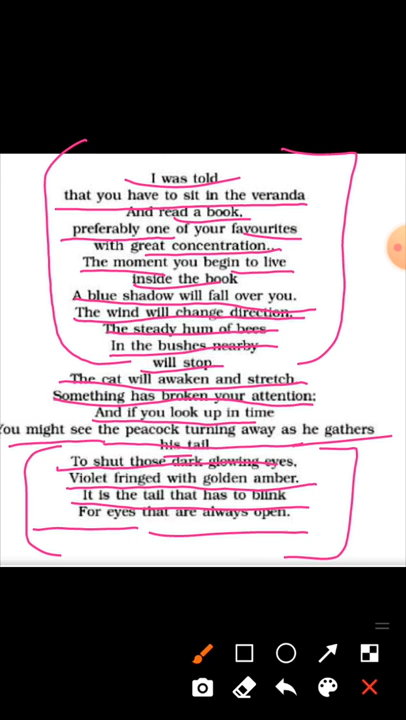 I was told
that you have to sit in the veranda
And read a book,
preferably one of your favourites
with great concentration..
The moment you begin to live
inside the book
A blue shadow will fall over you.
The wind will change direction.
The steady hum of bees
In the bushes nearby
will stop.
The cat will awaken and stretch.
Something has broken your attention;
And if you look up in time
You might see the peacock turning away as he gathers
his tail
To shut those dark glowing eyes,
Violet fringed with golden amber.
It is the tail that has to blink
For eyes that are always open.